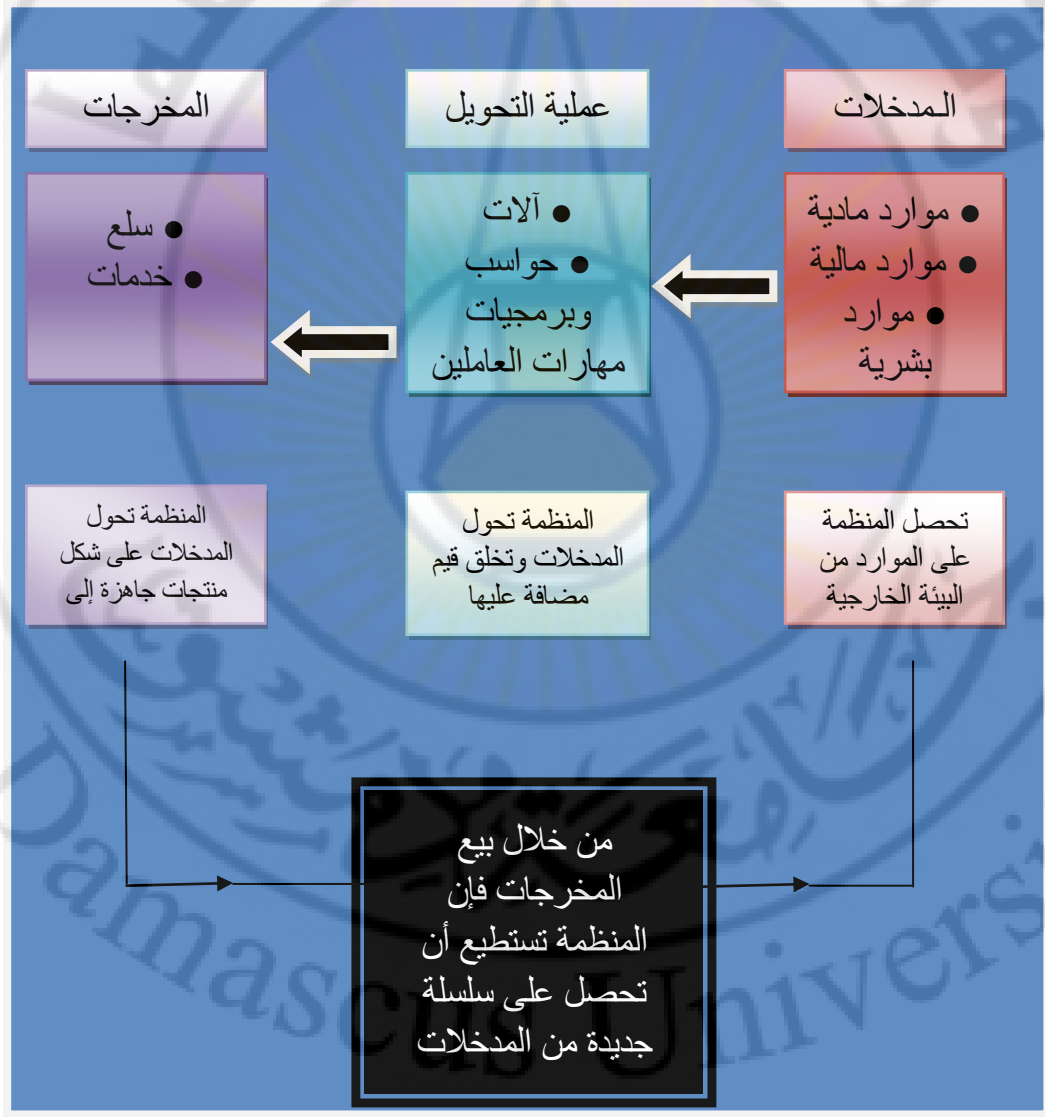 المدخلات
عملية التحويل
المخرجات
● موارد مادية
● موارد مالية
● موارد
بشرية
● آلات
● حواسب
وبرمجيات
مهارات العاملين
● سلع
● خدمات
تحصل المنظمة
على الموارد من
البيئة الخارجية
المنظمة تحول
المدخلات وتخلق قيم
مضافة عليها
المنظمة تحول
المدخلات على شكل
منتجات جاهزة إلى
من خلال بيع
المخرجات فإن
المنظمة تستطيع أن
تحصل على سلسلة
جديدة من المدخلات
Damascus Universi